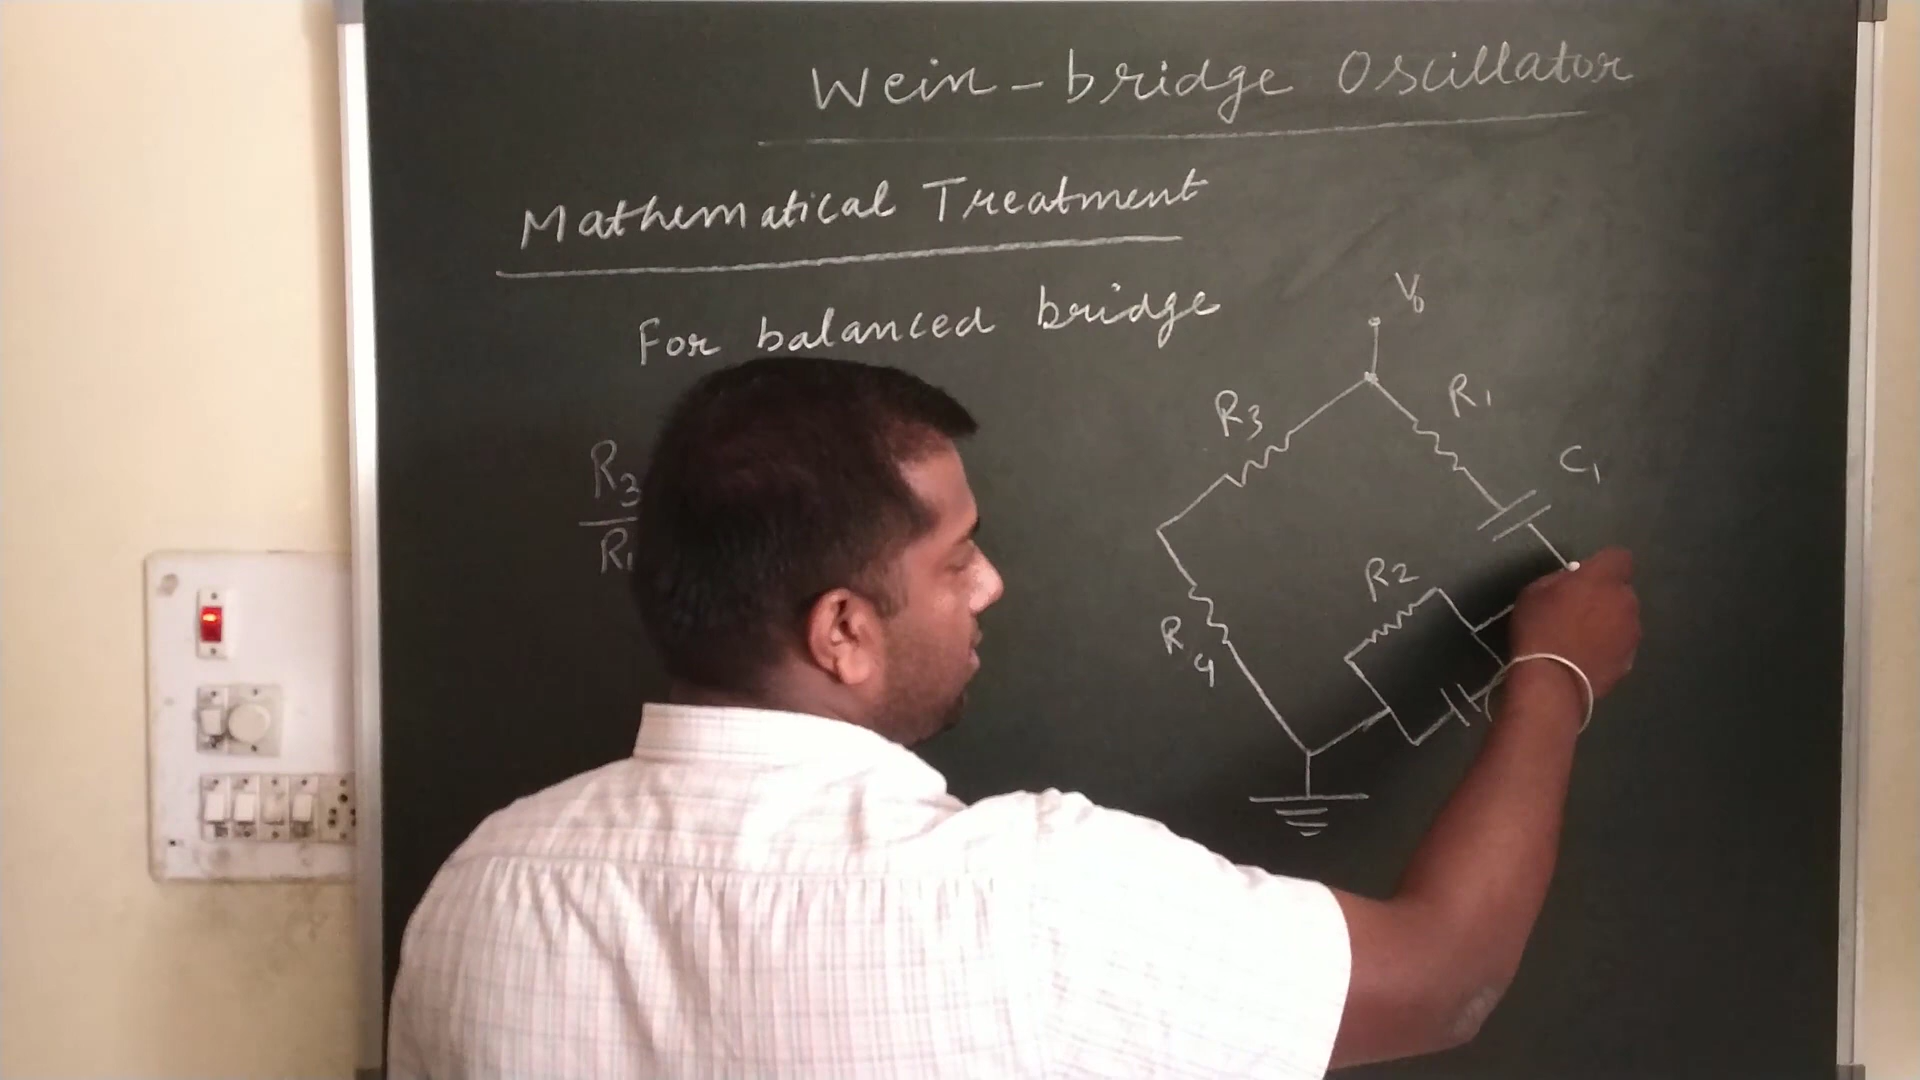 Wein-bridge Oscillator
Mathematical Treatment
For balanced bridge
V0
R3
R1
C1
R3
R1
R2
R4